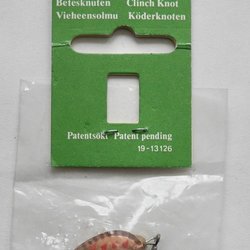 Betesknuten Clinch Knot
Vieheensolmu Köderknoten
Patentsökt Patent pending
19-13126